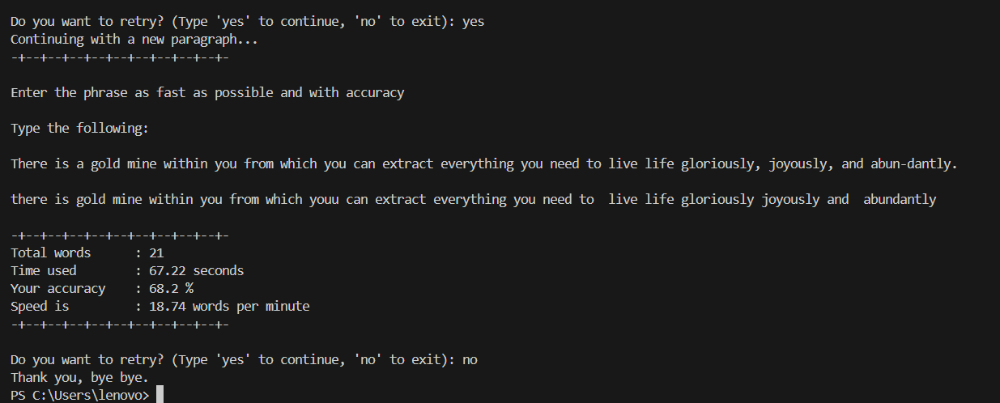 Do you want to retry? (Type 'yes' to continue, 'no' to exit): yes
Continuing with a new paragraph...
-+--+--+--+--+--+--+--+--+--+-
Enter the phrase as fast as possible and with accuracy
Type the following:
There is a gold mine within you from which you can extract everything you need to live life gloriously, joyously, and abun-dantly.
there is gold mine within you from which youu can extract everything you need to  live life gloriously joyously and  abundantly
-+--+--+--+--+--+--+--+--+--+-
Total words      : 21
Time used        : 67.22 seconds
Your accuracy    : 68.2 %
Speed is         : 18.74 words per minute
-+--+--+--+--+--+--+--+--+--+-
Do you want to retry? (Type 'yes' to continue, 'no' to exit): no
Thank you, bye bye.
PS C:\Users\lenovo>